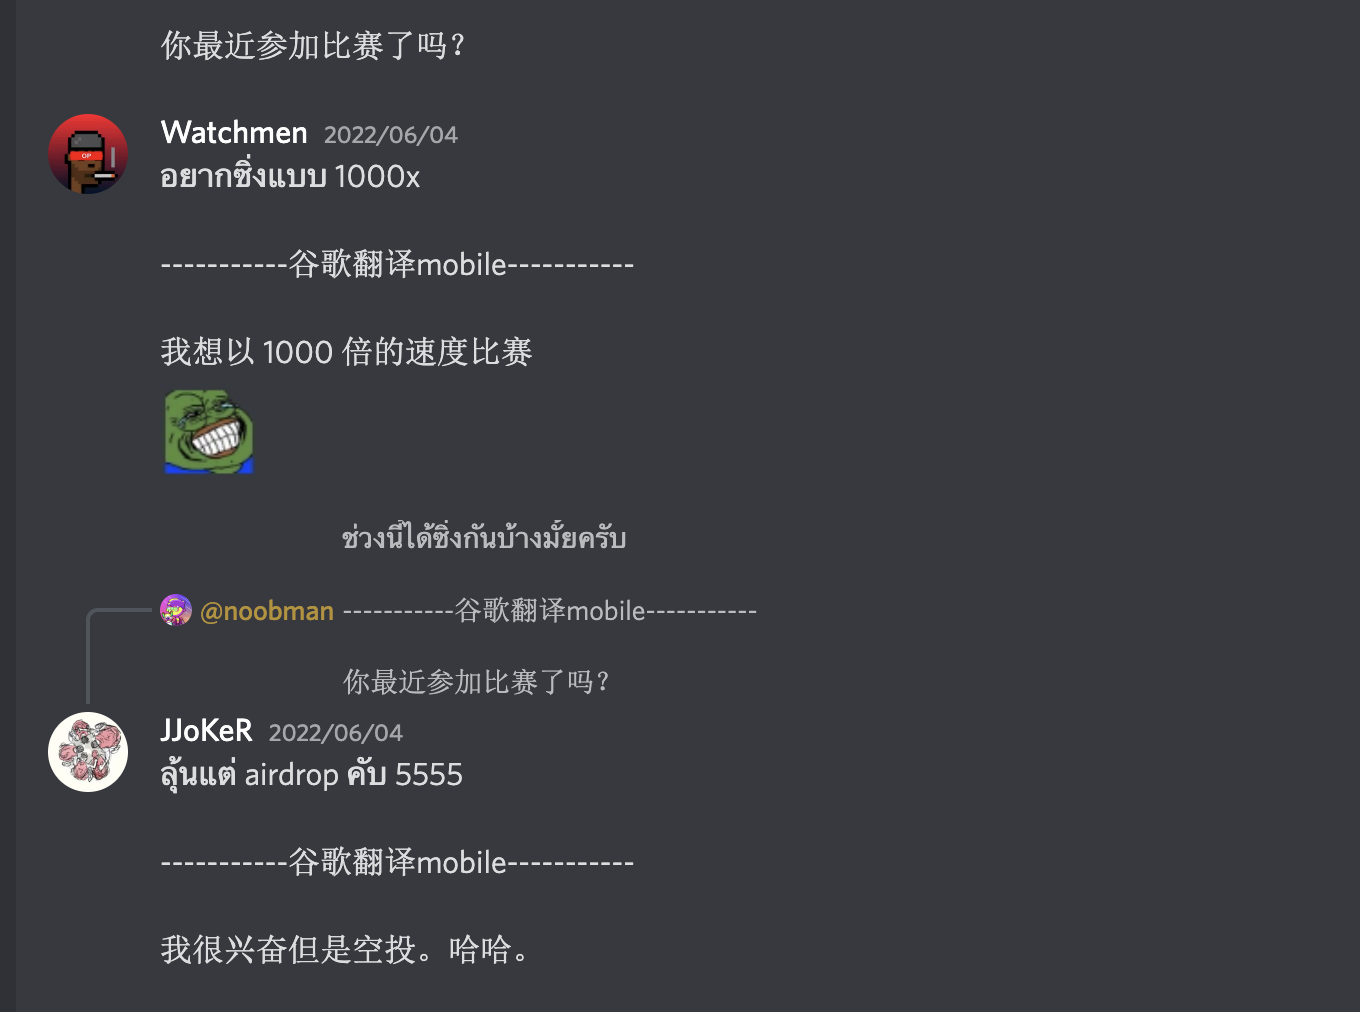 你最近参加比赛了吗？
Watchmen 2022/06/04
อยากซิ่งแบบ 1000x
-----------谷歌翻译mobile-----------
我想以 1000 倍的速度比赛
ช่วงนี้ได้ซิ่งกันบ้างมั้ยครับ
@noobman -----------谷歌翻译mobile-----------
你最近参加比赛了吗？
JJoKeR 2022/06/04
ลุ้นแต่ airdrop คับ 5555
-----------谷歌翻译mobile-----------
我很兴奋但是空投。哈哈。